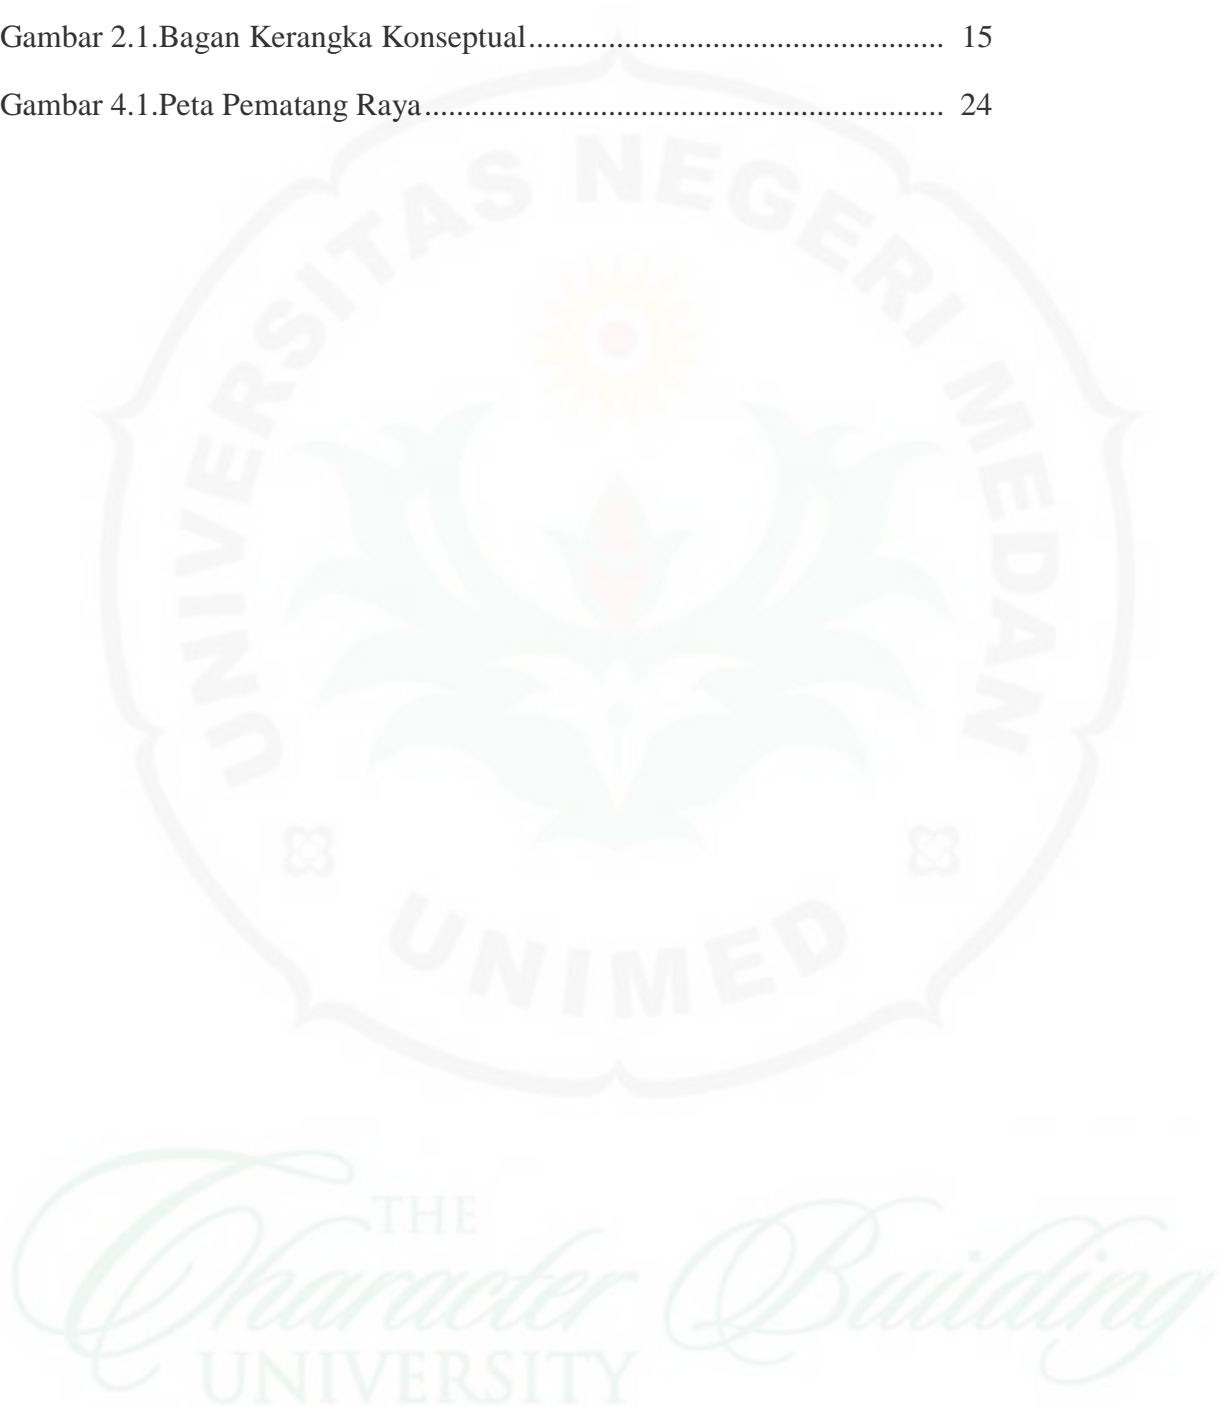 Gambar 2.1.Bagan Kerangka Konseptual.................................................... 15
Gambar 4.1.Peta Pematang Raya................................................................. 24
UNIVERSITAS NEGERI MEDAN
UNIMED
THE
Character Building
UNIVERSITY